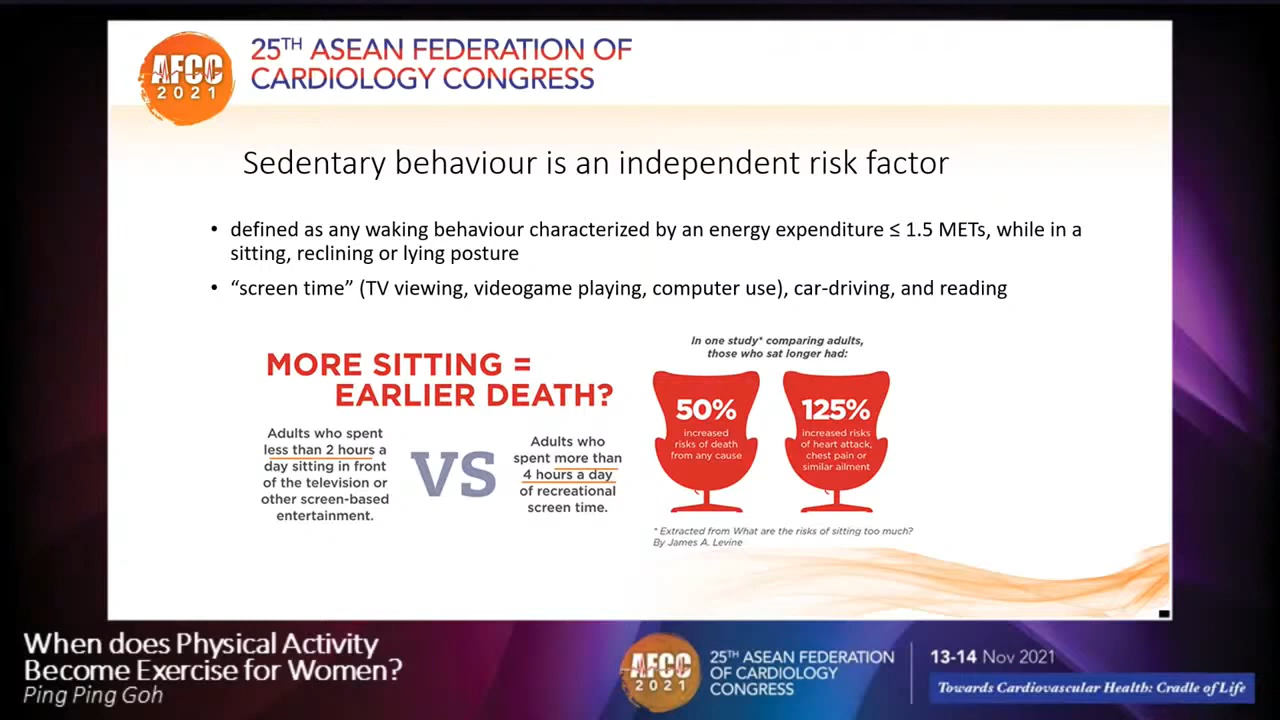 AFCC
2021
25TH ASEAN FEDERATION OF
CARDIOLOGY CONGRESS
Sedentary behaviour is an independent risk factor
• defined as any waking behaviour characterized by an energy expenditure ≤ 1.5 METs, while in a
sitting, reclining or lying posture
• “screen time” (TV viewing, videogame playing, computer use), car-driving, and reading
MORE SITTING =
EARLIER DEATH?
Adults who spent
less than 2 hours a
day sitting in front
of the television or
other screen-based
entertainment.
VS
Adults who
spent more than
4 hours a day
of recreational
screen time.
In one study* comparing adults,
those who sat longer had:
50%
increased
risks of death
from any cause
125%
increased risks
of heart attack,
chest pain or
similar ailment
* Extracted from What are the risks of sitting too much?
By James A. Levine
When does Physical Activity
Become Exercise for Women?
Ping Ping Goh
AFCC
2021
25TH ASEAN FEDERATION
OF CARDIOLOGY
CONGRESS
13-14 Nov 2021
Towards Cardiovascular Health: Cradle of Life